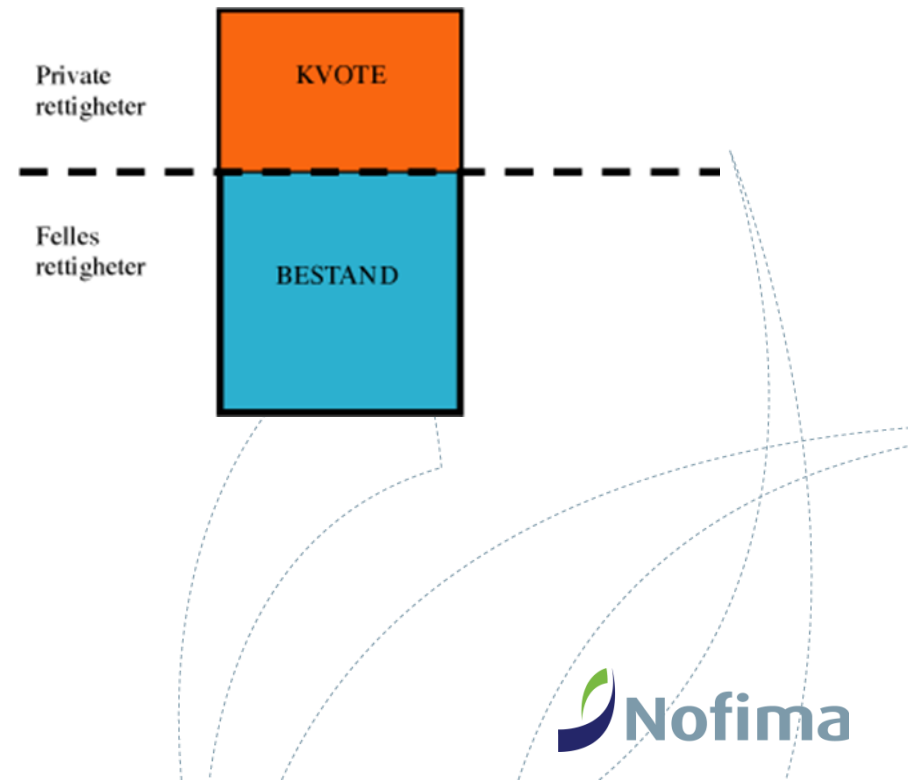 Private
rettigheter
KVOTE
Felles
rettigheter
BESTAND
Nofima